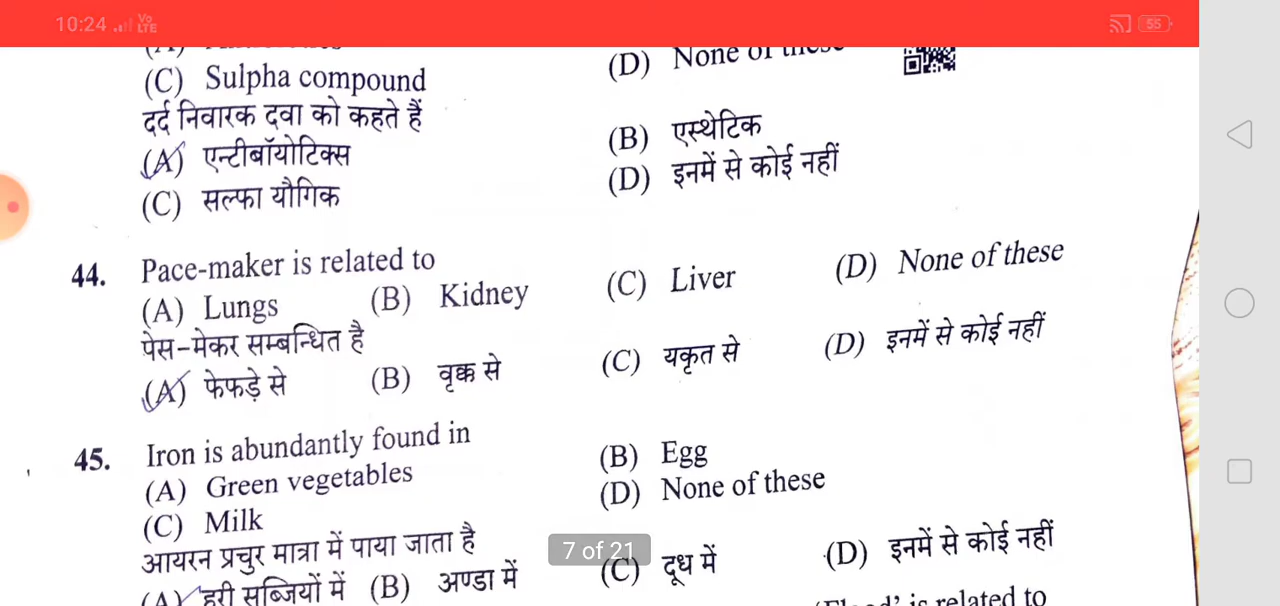 10:24 Vo LTE 55
(C) Sulpha compound (D) None of these
दर्द निवारक दवा को कहते हैं
(A) एन्टीबॉयोटिक्स (B) एस्थेटिक
(C) सल्फा यौगिक (D) इनमें से कोई नहीं
44. Pace-maker is related to
(A) Lungs (B) Kidney (C) Liver (D) None of these
पेस-मेकर सम्बन्धित है
(A) फेफड़े से (B) वृक्क से (C) यकृत से (D) इनमें से कोई नहीं
45. Iron is abundantly found in
(A) Green vegetables (B) Egg
(C) Milk (D) None of these
आयरन प्रचुर मात्रा में पाया जाता है
(A) हरी सब्जियों में (B) अण्डा में (C) दूध में (D) इनमें से कोई नहीं
7 of 21
is related to